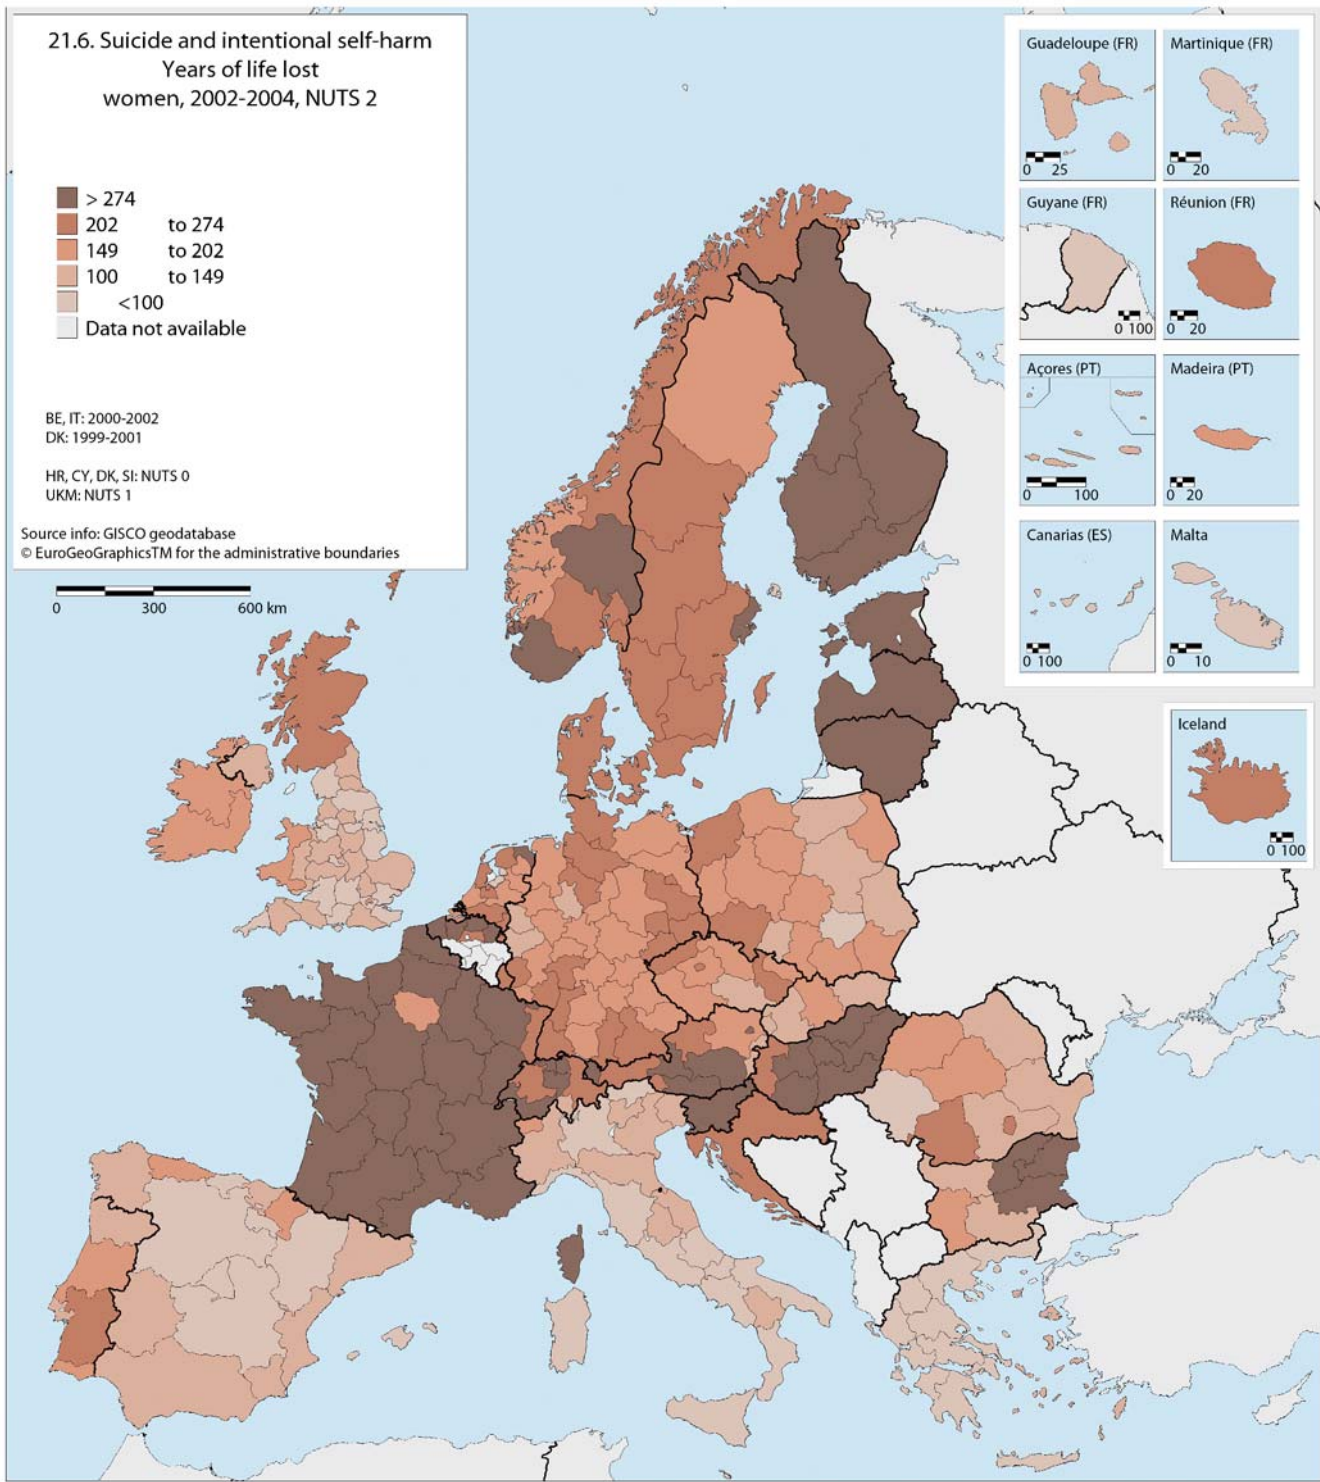 21.6. Suicide and intentional self-harm
Years of life lost
women, 2002-2004, NUTS 2
> 274
202 to 274
149 to 202
100 to 149
<100
Data not available
BE, IT: 2000-2002
DK: 1999-2001
HR, CY, DK, SI: NUTS 0
UKM: NUTS 1
Source info: GISCO geodatabase
© EuroGeoGraphicsTM for the administrative boundaries
0 300 600 km
Guadeloupe (FR)
0 25
Martinique (FR)
0 20
Guyane (FR)
0 100
Réunion (FR)
0 20
Açores (PT)
0 100
Madeira (PT)
0 20
Canarias (ES)
0 100
Malta
0 10
Iceland
0 100